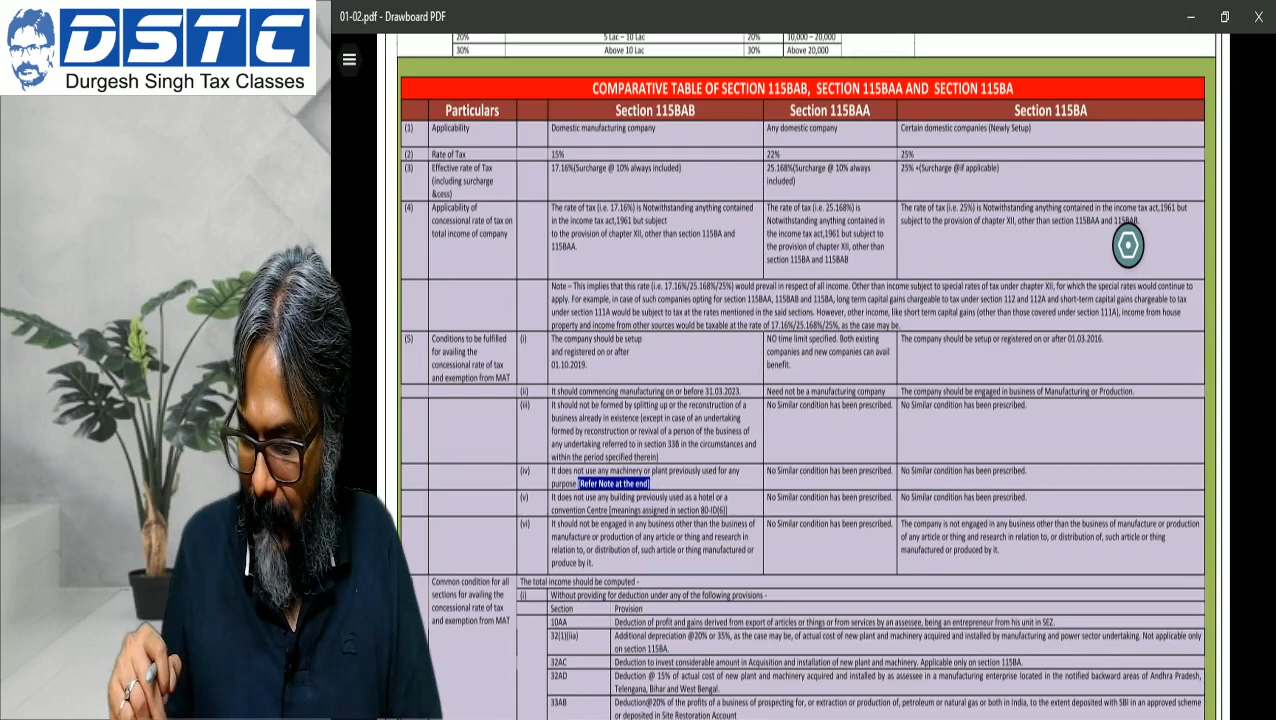 01-02.pdf - Drawboard PDF
DSTC
Durgesh Singh Tax Classes
20% 5 Lac – 10 Lac 20% 10,000 – 20,000
30% Above 10 Lac 30% Above 20,000
COMPARATIVE TABLE OF SECTION 115BAB, SECTION 115BAA AND SECTION 115BA
Particulars Section 115BAB Section 115BAA Section 115BA
(1) Applicability Domestic manufacturing company Any domestic company Certain domestic companies (Newly Setup)
(2) Rate of Tax 15% 22% 25%
(3) Effective rate of Tax 17.16%(Surcharge @ 10% always included) 25.168%(Surcharge @ 10% always 25% +(Surcharge @if applicable)
(including surcharge included)
&cess)
(4) Applicability of The rate of tax (i.e. 17.16%) is Notwithstanding anything contained The rate of tax (i.e. 25.168%) is The rate of tax (i.e. 25%) is Notwithstanding anything contained in the income tax act,1961 but
concessional rate of tax on in the income tax act,1961 but subject Notwithstanding anything contained in subject to the provision of chapter XII, other than section 115BAA and 115BAB.
total income of company to the provision of chapter XII, other than section 115BA and the income tax act,1961 but subject to
115BAA. the provision of chapter XII, other than
section 115BA and 115BAB
Note – This implies that this rate (i.e. 17.16%/25.168%/25%) would prevail in respect of all income. Other than income subject to special rates of tax under chapter XII, for which the special rates would continue to
apply. For example, in case of such companies opting for section 115BAA, 115BAB and 115BA, long term capital gains chargeable to tax under section 112 and 112A and short-term capital gains chargeable to tax
under section 111A would be subject to tax at the rates mentioned in the said sections. However, other income, like short term capital gains (other than those covered under section 111A), income from house
property and income from other sources would be taxable at the rate of 17.16%/25.168%/25%, as the case may be.
(5) Conditions to be fulfilled (i) The company should be setup NO time limit specified. Both existing The company should be setup or registered on or after 01.03.2016.
for availing the and registered on or after companies and new companies can avail
concessional rate of tax 01.10.2019. benefit.
and exemption from MAT
(ii) It should commencing manufacturing on or before 31.03.2023. Need not be a manufacturing company The company should be engaged in business of Manufacturing or Production.
(iii) It should not be formed by splitting up or the reconstruction of a No Similar condition has been prescribed. No Similar condition has been prescribed.
business already in existence (except in case of an undertaking
formed by reconstruction or revival of a person of the business of
any undertaking referred to in section 33B in the circumstances and
within the period specified therein)
(iv) It does not use any machinery or plant previously used for any No Similar condition has been prescribed. No Similar condition has been prescribed.
purpose [Refer Note at the end]
(v) It does not use any building previously used as a hotel or a No Similar condition has been prescribed. No Similar condition has been prescribed.
convention Centre [meanings assigned in section 80-ID(6)]
(vi) It should not be engaged in any business other than the business of No Similar condition has been prescribed. The company is not engaged in any business other than the business of manufacture or production
manufacture or production of any article or thing and research in of any article or thing and research in relation to, or distribution of, such article or thing
relation to, or distribution of, such article or thing manufactured or manufactured or produced by it.
produce by it.
Common condition for all The total income should be computed -
sections for availing the (i) Without providing for deduction under any of the following provisions -
concessional rate of tax Section Provision
and exemption from MAT 10AA Deduction of profit and gains derived from export of articles or things or from services by an assessee, being an entrepreneur from his unit in SEZ.
32(1)(iia) Additional depreciation @20% or 35%, as the case may be, of actual cost of new plant and machinery acquired and installed by manufacturing and power sector undertaking. Not applicable only
on section 115BA.
32AC Deduction to invest considerable amount in Acquisition and installation of new plant and machinery. Applicable only on section 115BA.
32AD Deduction @ 15% of actual cost of new plant and machinery acquired and installed by as assessee in a manufacturing enterprise located in the notified backward areas of Andhra Pradesh,
Telengana, Bihar and West Bengal.
33AB Deduction@20% of the profits of a business of prospecting for, or extraction or production of, petroleum or natural gas or both in India, to the extent deposited with SBI in an approved scheme
or deposited in Site Restoration Account